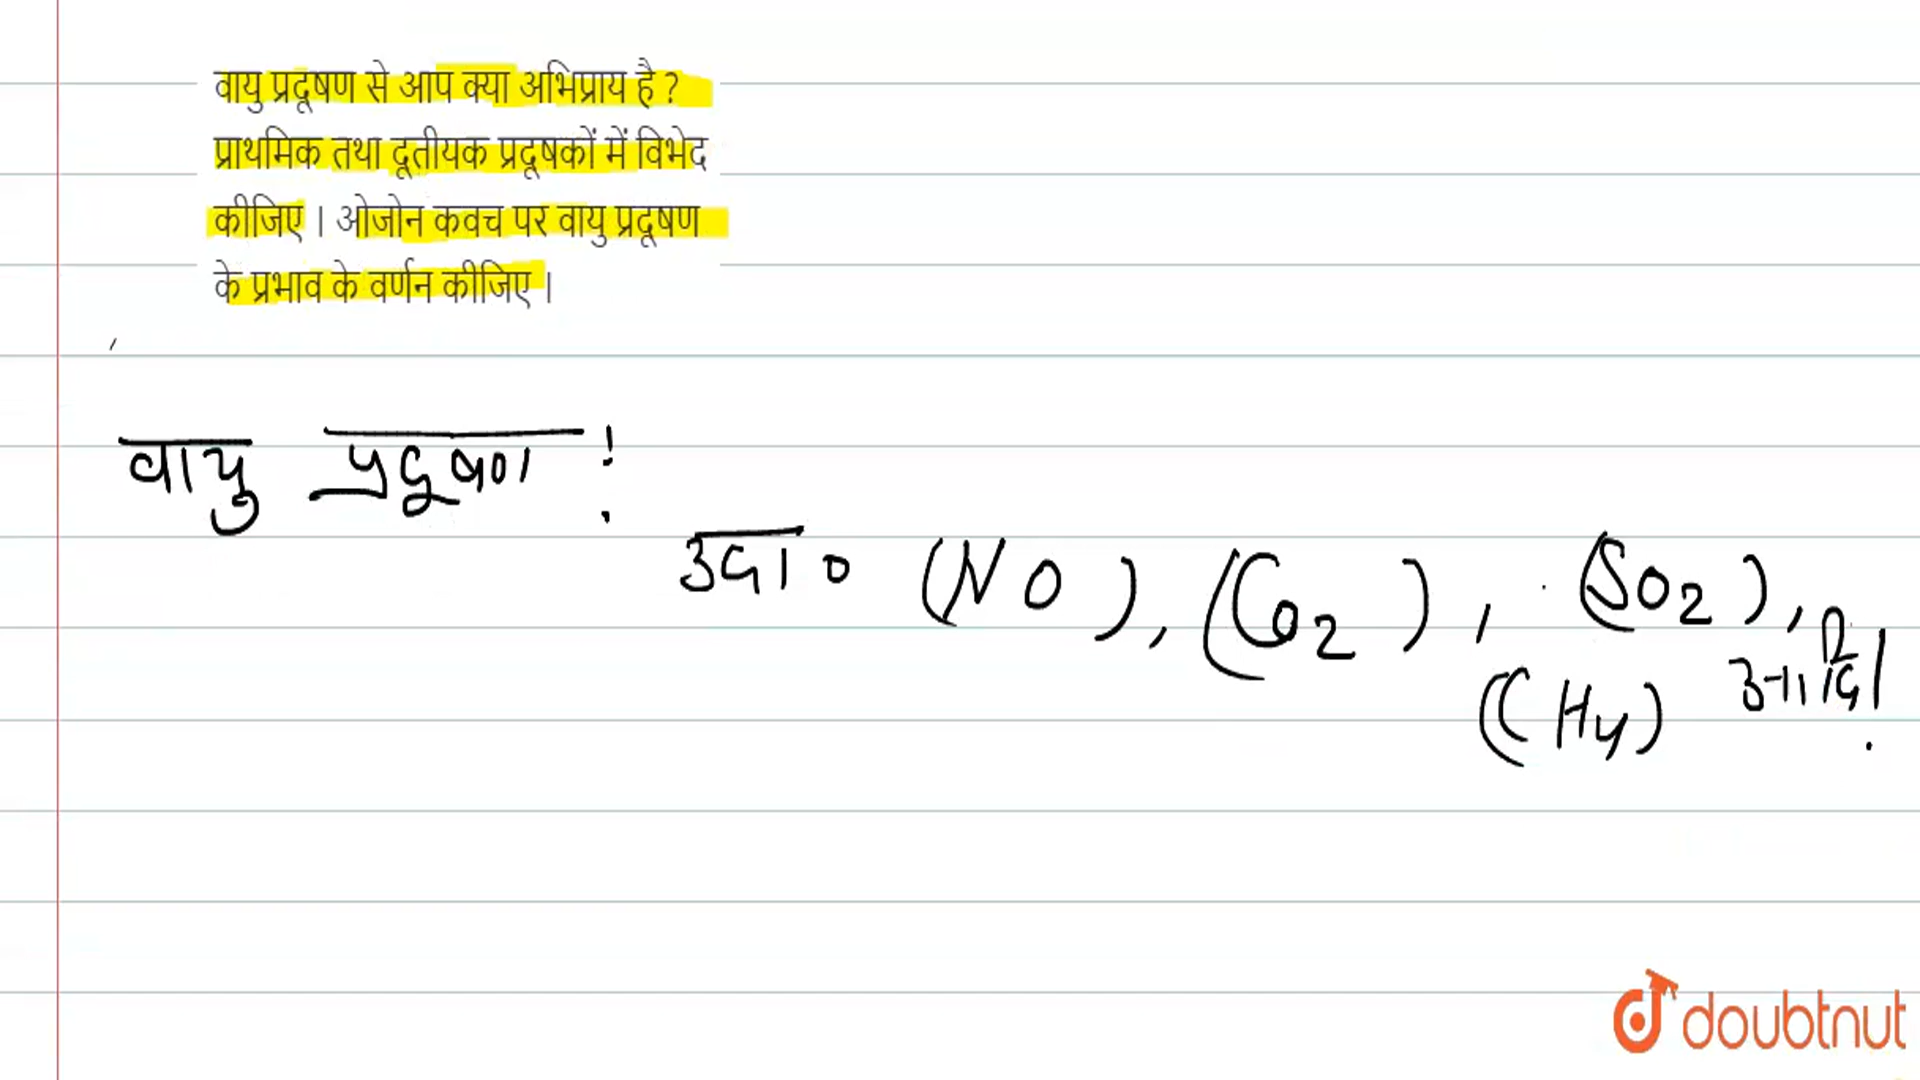 वायु प्रदूषण से आप क्या अभिप्राय है ?
प्राथमिक तथा दूतीयक प्रदूषकों में विभेद
कीजिए । ओजोन कवच पर वायु प्रदूषण
के प्रभाव के वर्णन कीजिए ।
वायु प्रदूषण :
उदा० (NO), (CO2), (SO2),
(CH4) आदि
doubtnut